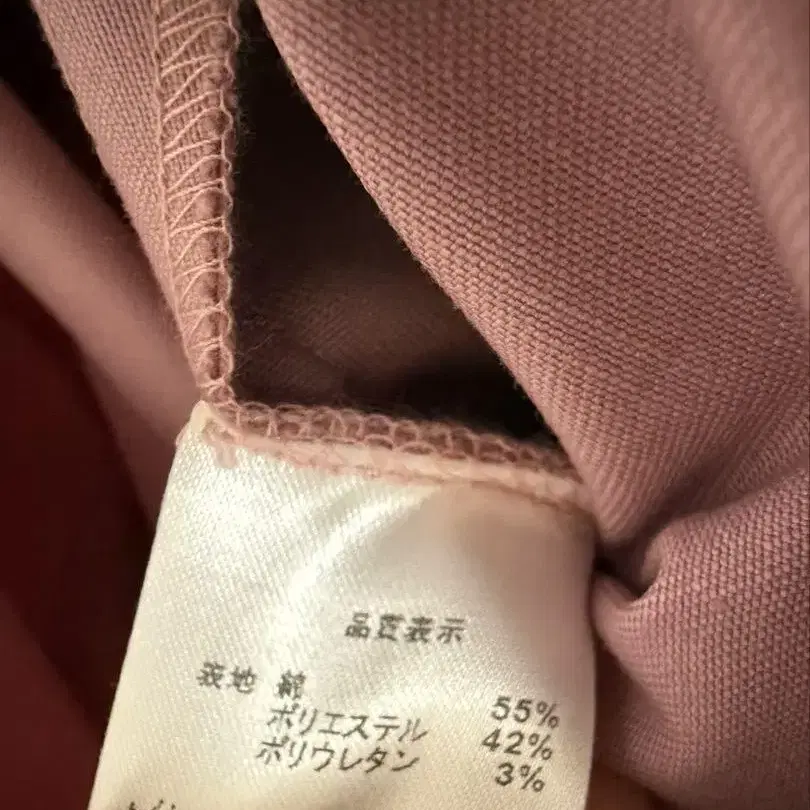 品質表示
表地 綿 55%
ポリエステル 42%
ポリウレタン 3%